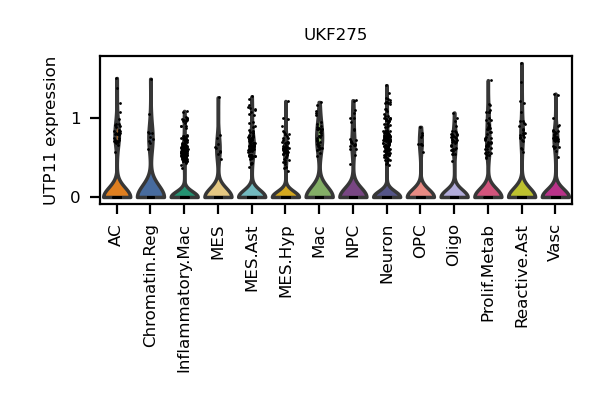 UKF275
UTP11 expression
1
0
AC
Chromatin.Reg
Inflammatory.Mac
MES
MES.Ast
MES.Hyp
Mac
NPC
Neuron
OPC
Oligo
Prolif.Metab
Reactive.Ast
Vasc